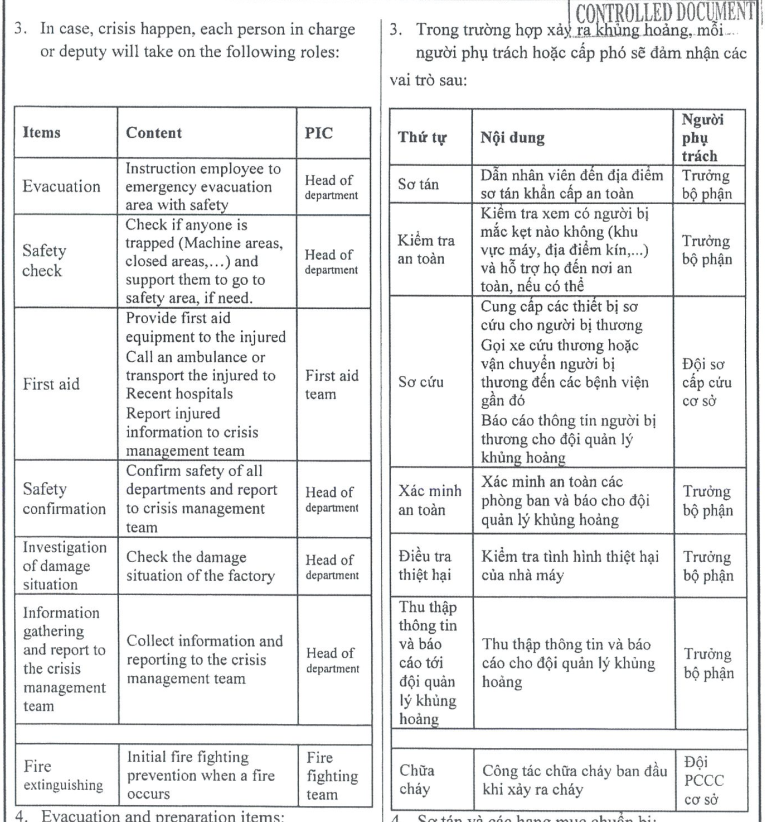 CONTROLLED DOCUMENT
3. In case, crisis happen, each person in charge
or deputy will take on the following roles:
Items Content PIC
Evacuation
Instruction employee to
emergency evacuation
area with safety
Head of
department
Safety
check
Check if anyone is
trapped (Machine areas,
closed areas,...) and
support them to go to
safety area, if need.
Head of
department
First aid
Provide first aid
equipment to the injured
Call an ambulance or
transport the injured to
Recent hospitals
Report injured
information to crisis
management team
First aid
team
Safety
confirmation
Confirm safety of all
departments and report
to crisis management
team
Head of
department
Investigation
of damage
situation
Check the damage
situation of the factory
Head of
department
Information
gathering
and report to
the crisis
management
team
Collect information and
reporting to the crisis
management team
Head of
department
Fire
extinguishing
Initial fire fighting
prevention when a fire
occurs
Fire
fighting
team
4. Evacuation and preparation items:
3. Trong trường hợp xảy ra khủng hoảng, mỗi
người phụ trách hoặc cấp phó sẽ đảm nhận các
vai trò sau:
Thứ tự Nội dung
Người
phụ
trách
Sơ tán
Dẫn nhân viên đến địa điểm
sơ tán khẩn cấp an toàn
Trưởng
bộ phận
Kiểm tra
an toàn
Kiểm tra xem có người bị
mắc kẹt nào không (khu
vực máy, địa điểm kín,...)
và hỗ trợ họ đến nơi an
toàn, nếu có thể
Trưởng
bộ phận
Sơ cứu
Cung cấp các thiết bị sơ
cứu cho người bị thương
Gọi xe cứu thương hoặc
vận chuyển người bị
thương đến các bệnh viện
gần đó
Báo cáo thông tin người bị
thương cho đội quản lý
khủng hoảng
Đội sơ
cấp cứu
cơ sở
Xác minh
an toàn
Xác minh an toàn các
phòng ban và báo cho đội
quản lý khủng hoảng
Trưởng
bộ phận
Điều tra
thiệt hại
Kiểm tra tình hình thiệt hại
của nhà máy
Trưởng
bộ phận
Thu thập
thông tin
và báo
cáo tới
đội quản
lý khủng
hoảng
Thu thập thông tin và báo
cáo cho đội quản lý khủng
hoảng
Trưởng
bộ phận
Chữa
cháy
Công tác chữa cháy ban đầu
khi xảy ra cháy
Đội
PCCC
cơ sở
4. Sơ tán và các hạng mục chuẩn bị: